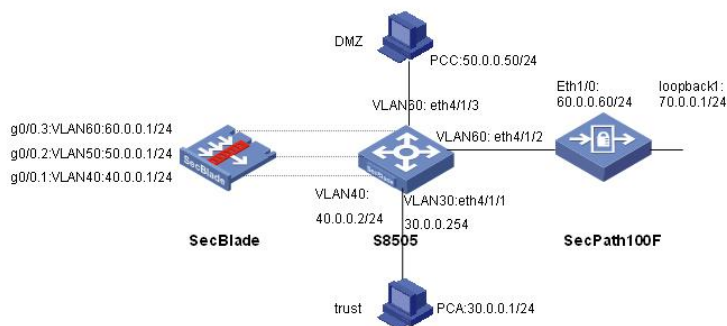 DMZ
PCC:50.0.0.50/24
Eth1/0:
60.0.0.60/24
loopback1:
70.0.0.1/24
VLAN60: eth4/1/3
g0/0.3:VLAN60:60.0.0.1/24
VLAN60: eth4/1/2
g0/0.2:VLAN50:50.0.0.1/24
g0/0.1:VLAN40:40.0.0.1/24
SecBlade
VLAN40:
40.0.0.2/24
VLAN30:eth4/1/1
30.0.0.254
SecBlade
S8505
SecPath100F
trust
PCA:30.0.0.1/24